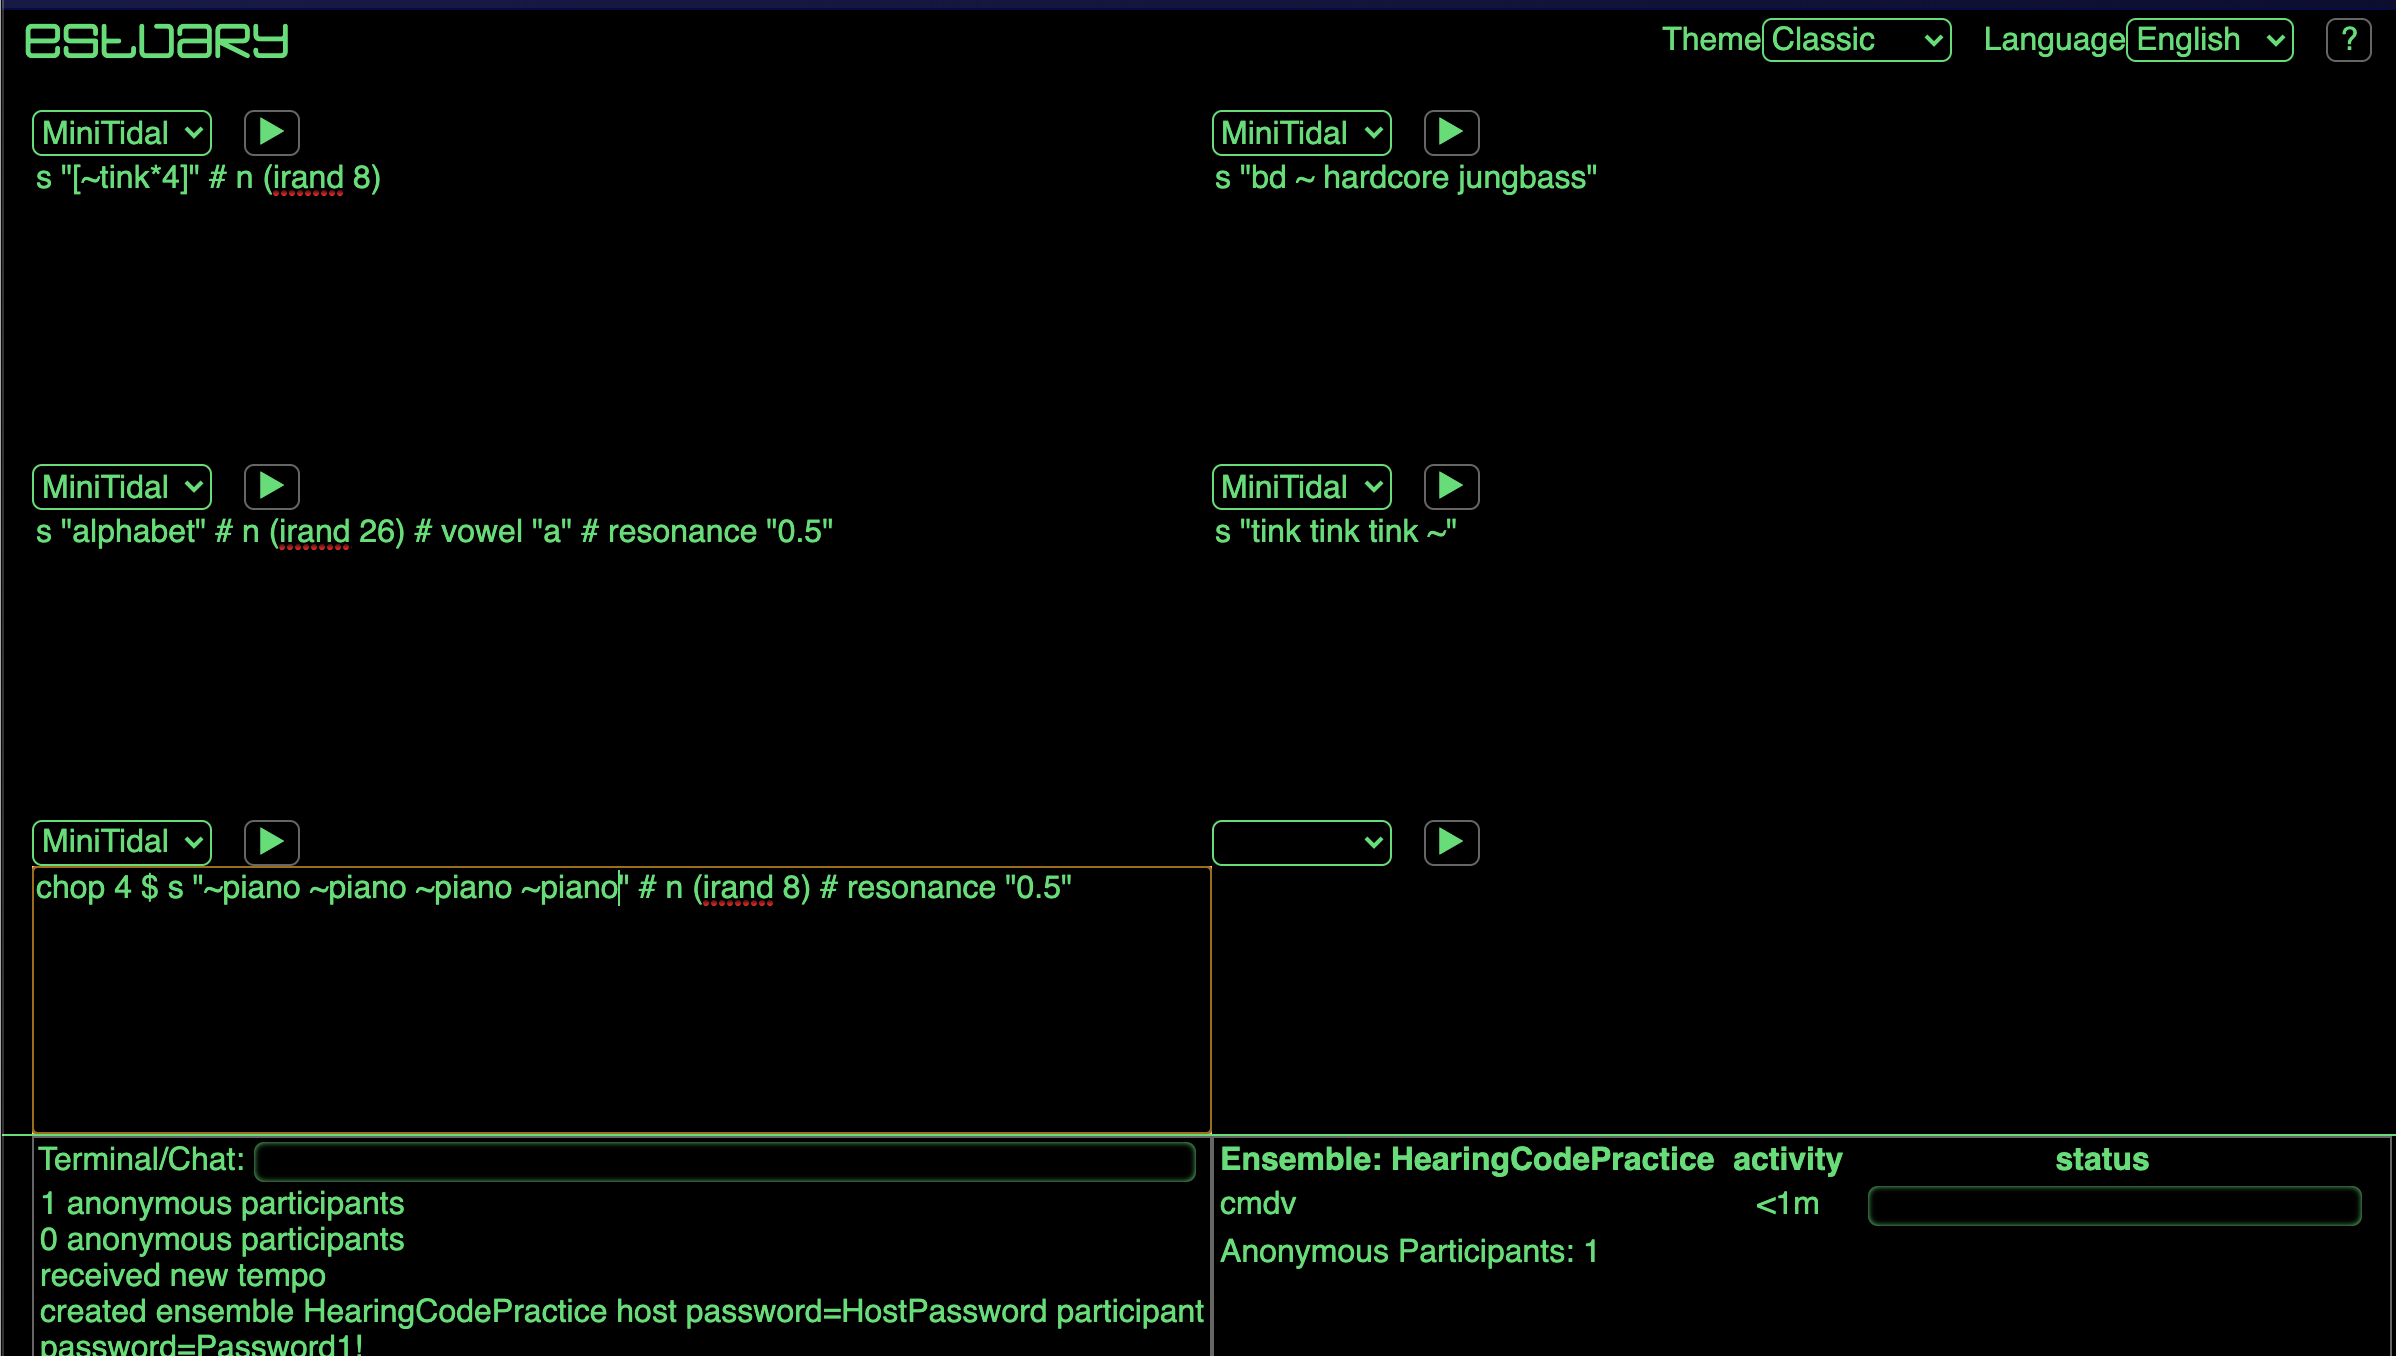 estuary
Theme Classic Language English ?
MiniTidal
s "[~tink*4]" # n (irand 8)
MiniTidal
s "bd ~ hardcore jungbass"
MiniTidal
s "alphabet" # n (irand 26) # vowel "a" # resonance "0.5"
MiniTidal
s "tink tink tink ~"
MiniTidal
chop 4 $ s "~piano ~piano ~piano ~piano" # n (irand 8) # resonance "0.5"
Terminal/Chat:
1 anonymous participants
0 anonymous participants
received new tempo
created ensemble HearingCodePractice host password=HostPassword participant
password=Password1!
Ensemble: HearingCodePractice activity status
cmdv <1m
Anonymous Participants: 1